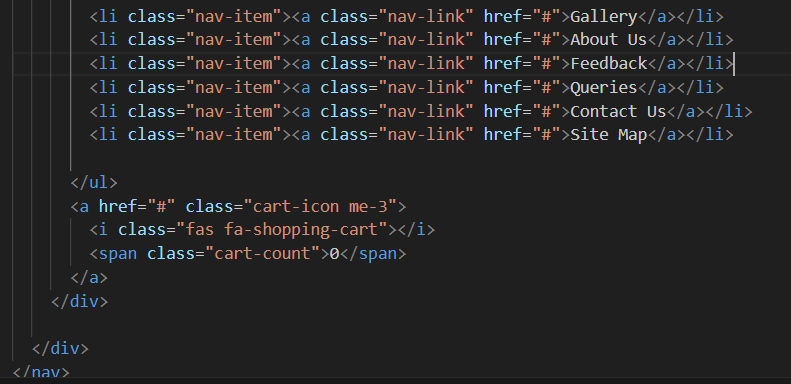 <li class="nav-item"><a class="nav-link" href="#">Gallery</a></li>
<li class="nav-item"><a class="nav-link" href="#">About Us</a></li>
<li class="nav-item"><a class="nav-link" href="#">Feedback</a></li>
<li class="nav-item"><a class="nav-link" href="#">Queries</a></li>
<li class="nav-item"><a class="nav-link" href="#">Contact Us</a></li>
<li class="nav-item"><a class="nav-link" href="#">Site Map</a></li>
</ul>
<a href="#" class="cart-icon me-3">
<i class="fas fa-shopping-cart"></i>
<span class="cart-count">0</span>
</a>
</div>
</div>
</nav>